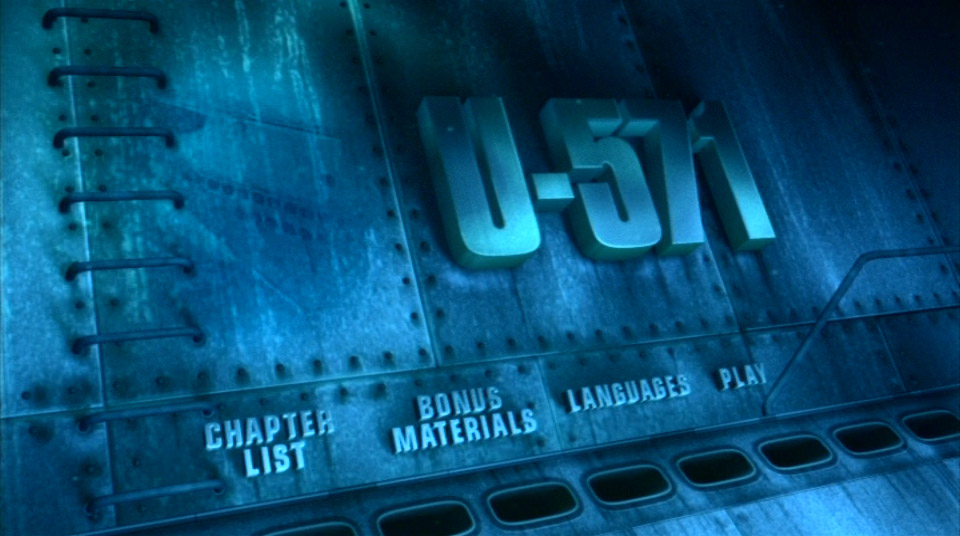 U-571
CHAPTER
LIST
BONUS
MATERIALS
LANGUAGES
PLAY